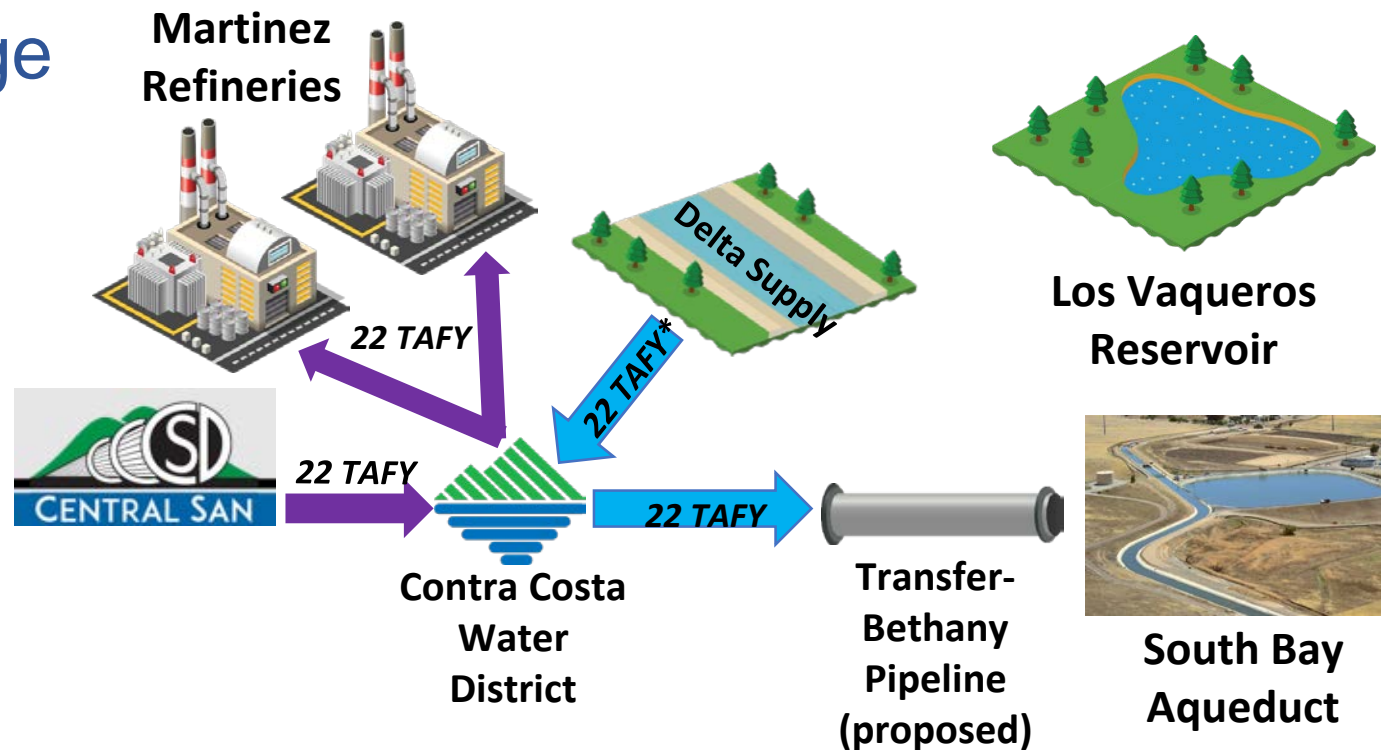 ge
Martinez
Refineries
Delta Supply
Los Vaqueros
Reservoir
22 TAFY
22 TAFY*
CCCSD
CENTRAL SAN
22 TAFY
22 TAFY
Contra Costa
Water
District
Transfer-
Bethany
Pipeline
(proposed)
South Bay
Aqueduct